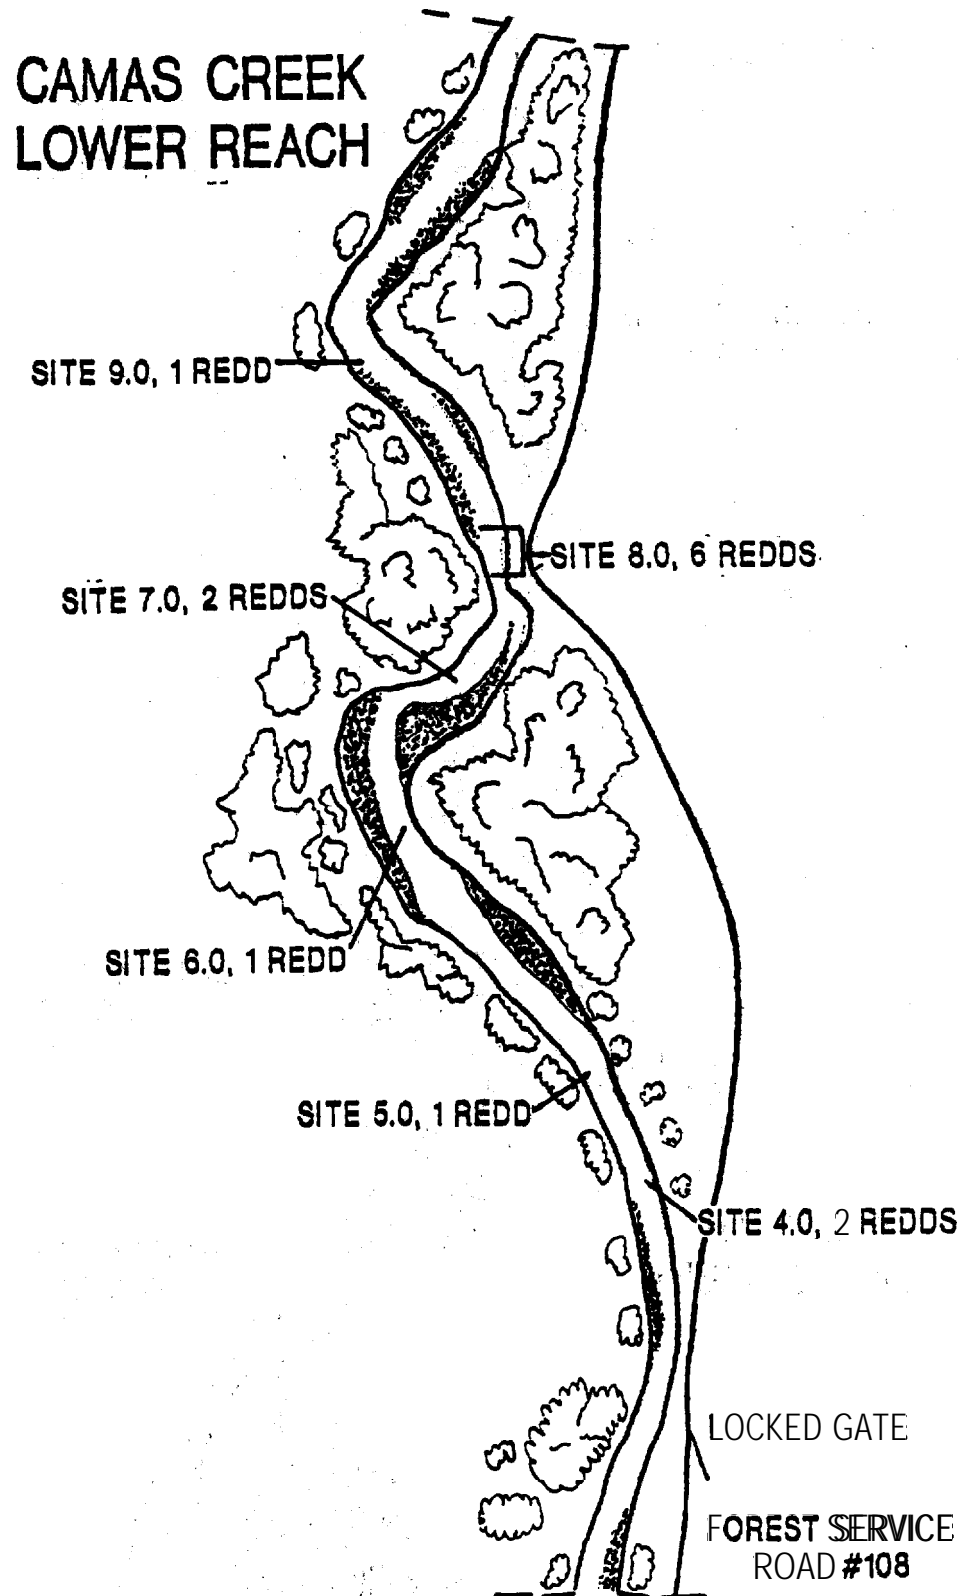 CAMAS CREEK
LOWER REACH
SITE 9.0, 1 REDD
SITE 8.0, 6 REDDS
SITE 7.0, 2 REDDS
SITE 6.0, 1 REDD
SITE 5.0, 1 REDD
SITE 4.0, 2 REDDS
LOCKED GATE
FOREST SERVICE
ROAD #108